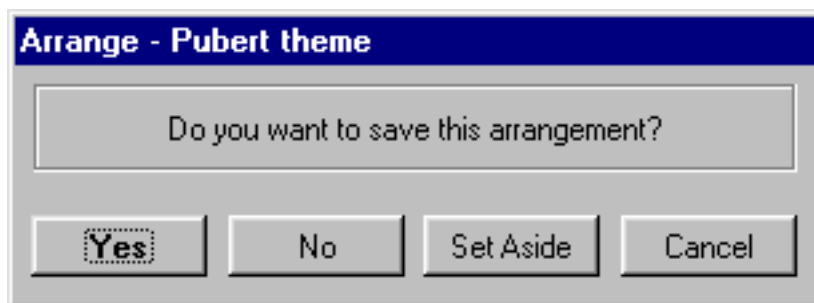 Arrange - Pubert theme
Do you want to save this arrangement?
Yes No Set Aside Cancel